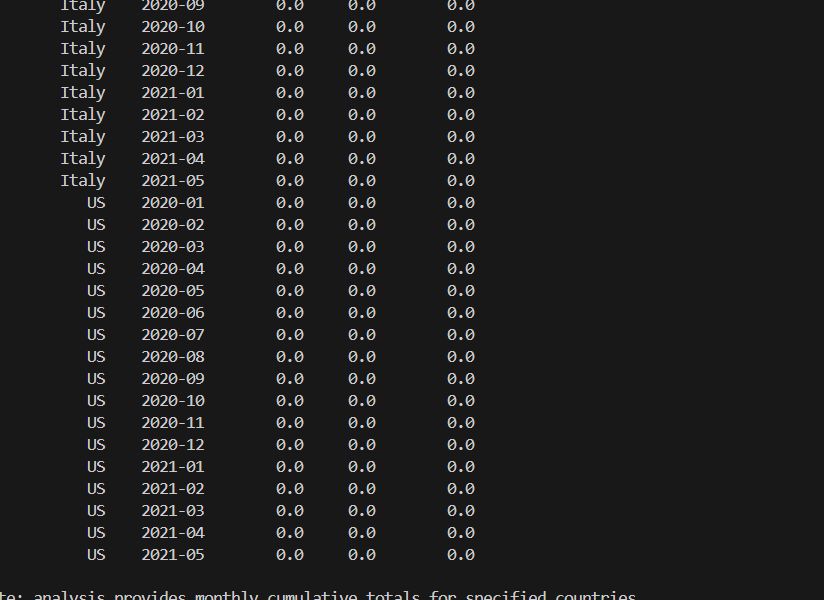 Italy 2020-09 0.0 0.0 0.0
Italy 2020-10 0.0 0.0 0.0
Italy 2020-11 0.0 0.0 0.0
Italy 2020-12 0.0 0.0 0.0
Italy 2021-01 0.0 0.0 0.0
Italy 2021-02 0.0 0.0 0.0
Italy 2021-03 0.0 0.0 0.0
Italy 2021-04 0.0 0.0 0.0
Italy 2021-05 0.0 0.0 0.0
US 2020-01 0.0 0.0 0.0
US 2020-02 0.0 0.0 0.0
US 2020-03 0.0 0.0 0.0
US 2020-04 0.0 0.0 0.0
US 2020-05 0.0 0.0 0.0
US 2020-06 0.0 0.0 0.0
US 2020-07 0.0 0.0 0.0
US 2020-08 0.0 0.0 0.0
US 2020-09 0.0 0.0 0.0
US 2020-10 0.0 0.0 0.0
US 2020-11 0.0 0.0 0.0
US 2020-12 0.0 0.0 0.0
US 2021-01 0.0 0.0 0.0
US 2021-02 0.0 0.0 0.0
US 2021-03 0.0 0.0 0.0
US 2021-04 0.0 0.0 0.0
US 2021-05 0.0 0.0 0.0
te: analysis provides monthly cumulative totals for specified countries